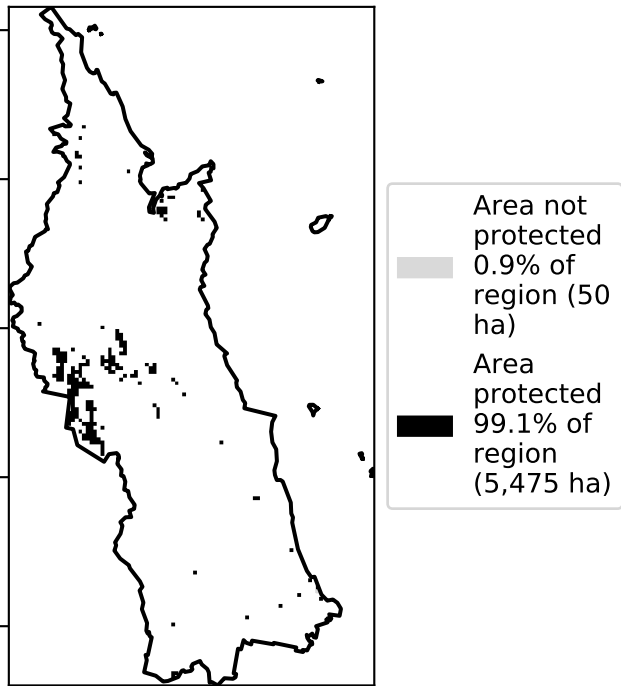 Area not
protected
0.9% of
region (50
ha)
Area
protected
99.1% of
region
(5,475 ha)